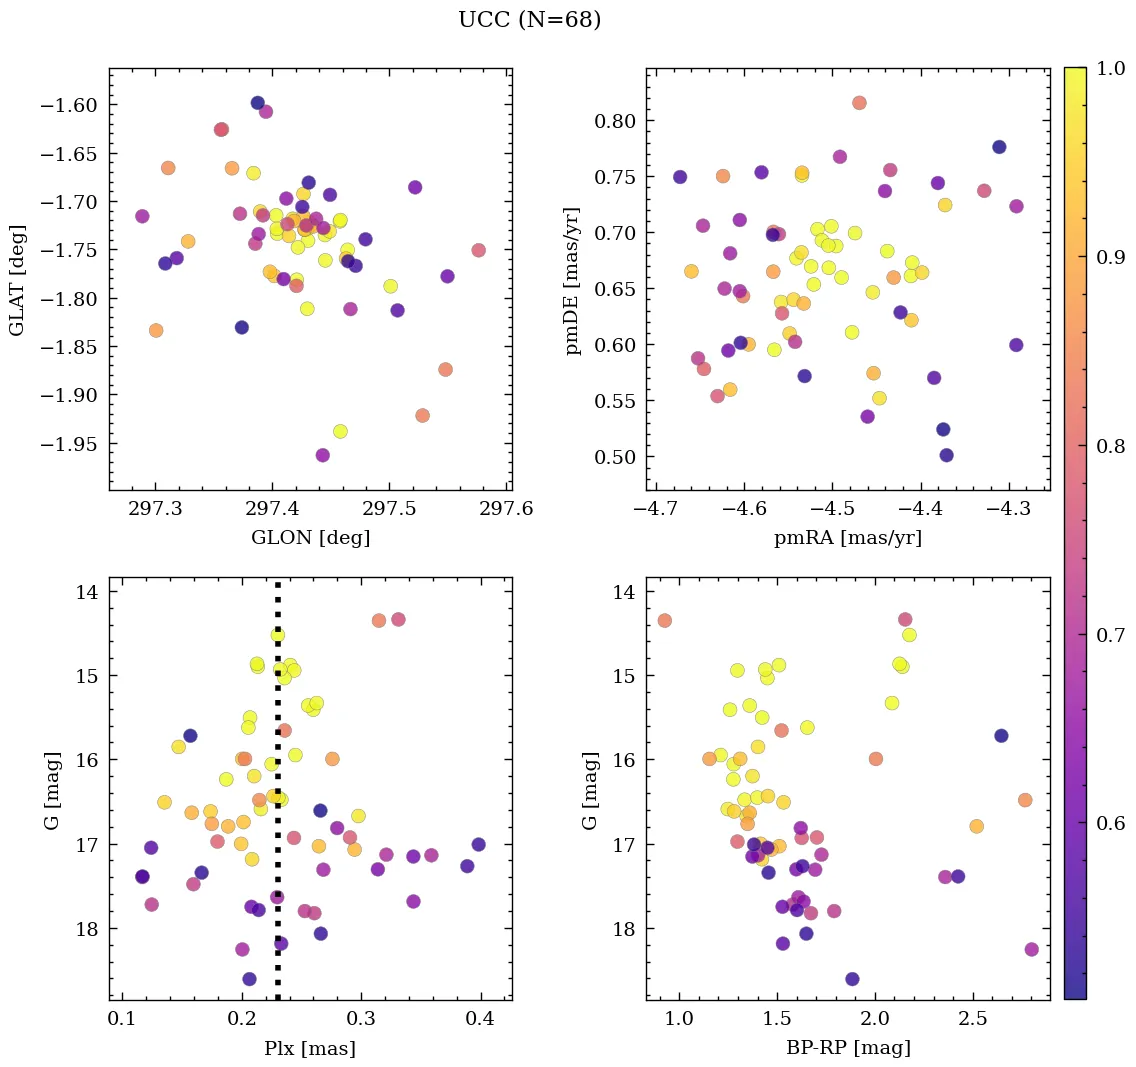 UCC (N=68)
−1.60
−1.65
−1.70
−1.75
−1.80
−1.85
−1.90
−1.95
GLAT [deg]
297.3 297.4 297.5 297.6
GLON [deg]
0.80
0.75
0.70
0.65
0.60
0.55
0.50
pmDE [mas/yr]
−4.7 −4.6 −4.5 −4.4 −4.3
pmRA [mas/yr]
14
15
16
17
18
G [mag]
0.1 0.2 0.3 0.4
Plx [mas]
14
15
16
17
18
G [mag]
1.0 1.5 2.0 2.5
BP-RP [mag]
1.0
0.9
0.8
0.7
0.6